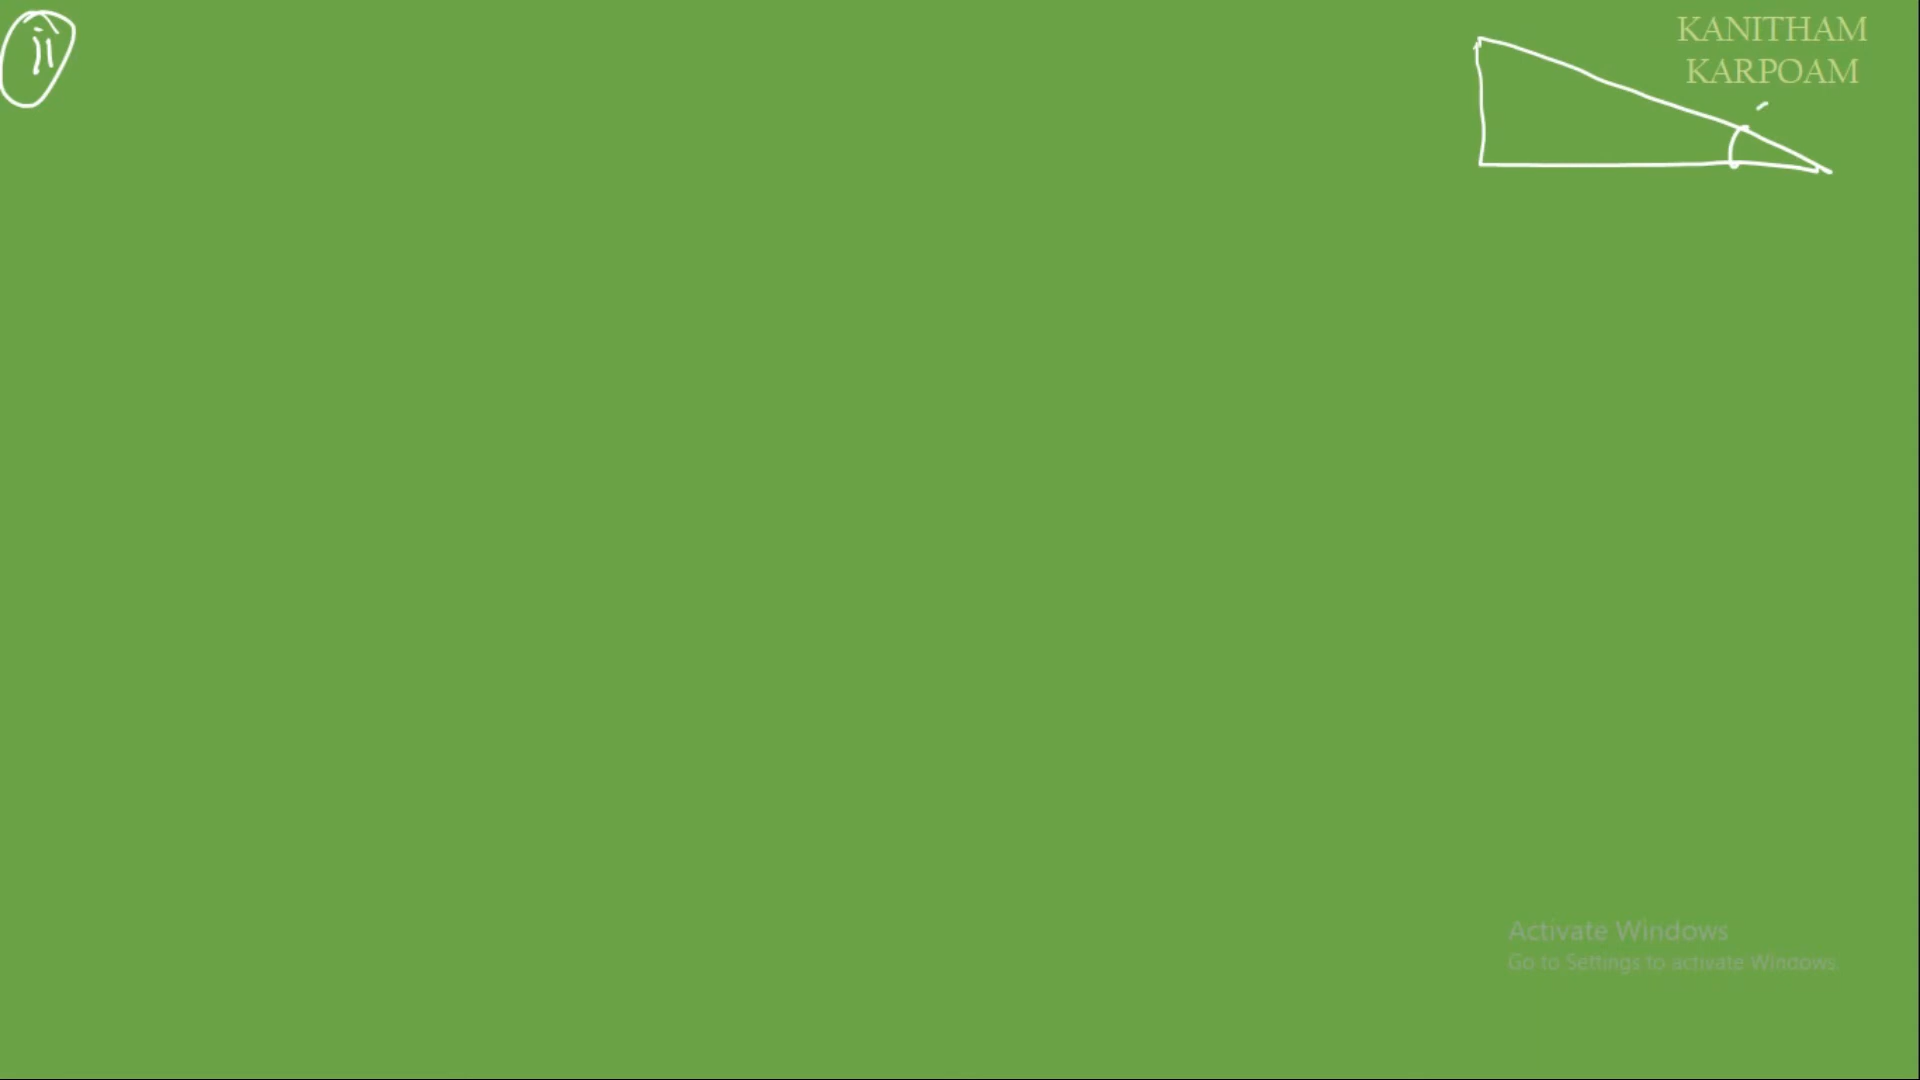 ii
KANITHAM
KARPOAM
Activate Windows
Go to Settings to activate Windows.